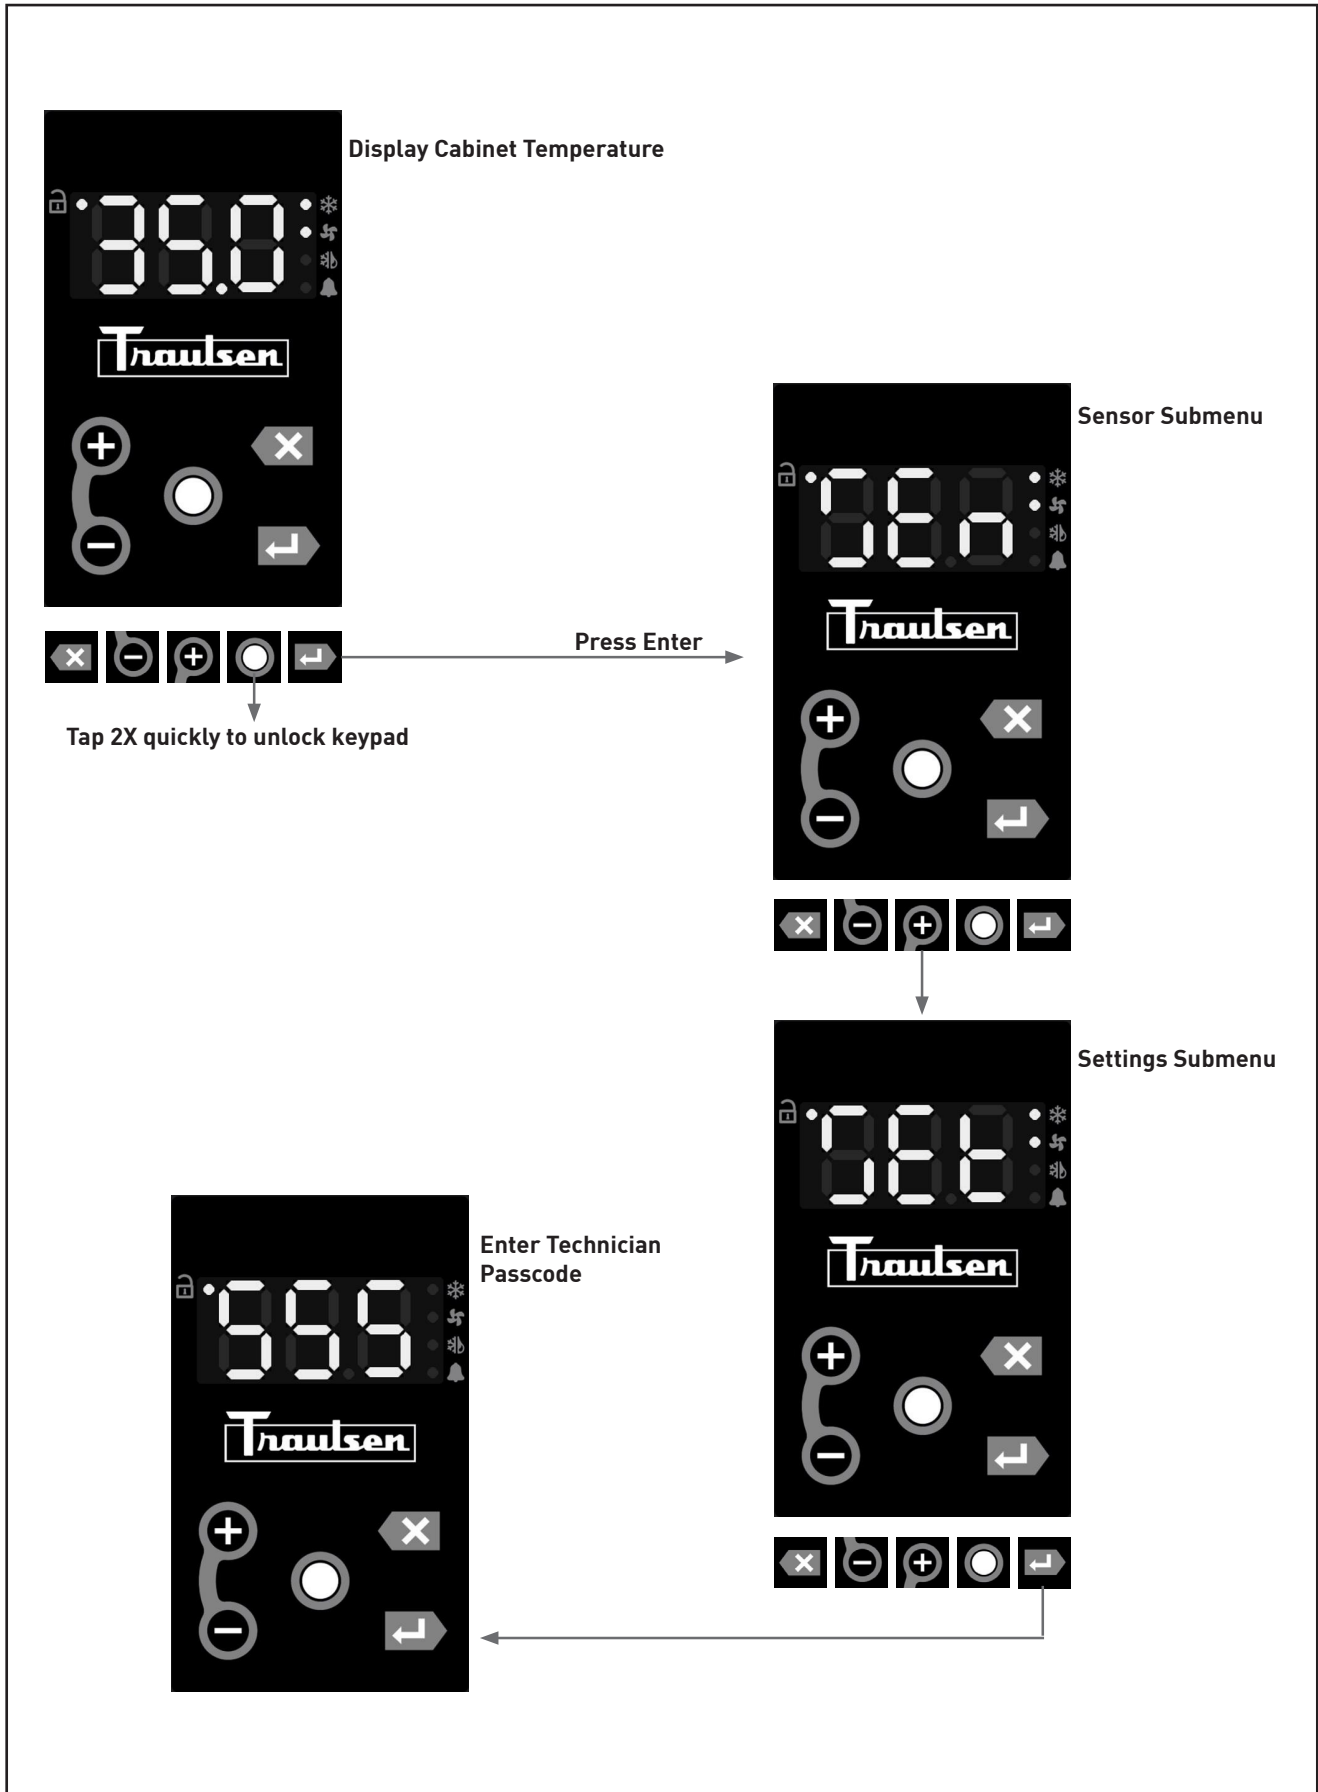 Display Cabinet Temperature
35.0
Traulsen
Press Enter
Tap 2X quickly to unlock keypad
Sensor Submenu
SEn
Traulsen
Settings Submenu
SEt
Traulsen
Enter Technician
Passcode
555
Traulsen